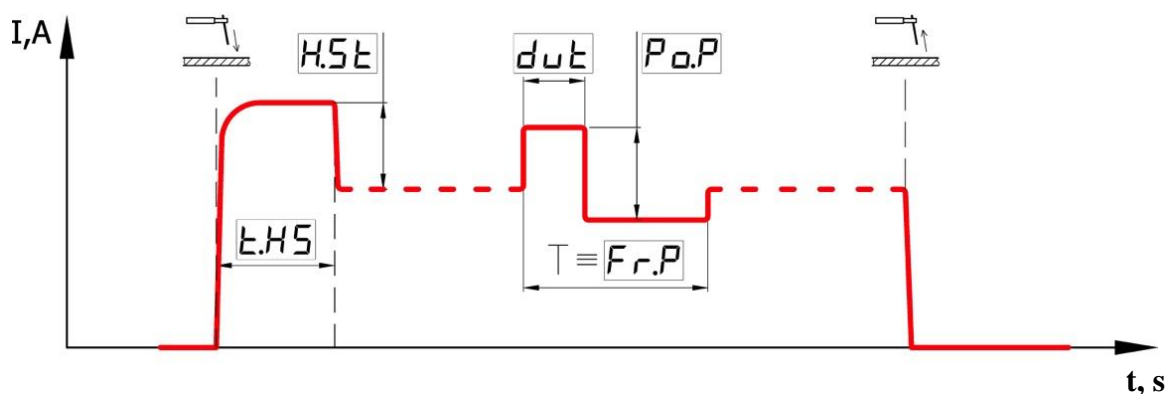 I,A
H.St
dut
Po.P
t.HS
T ≡ Fr.P
t, s